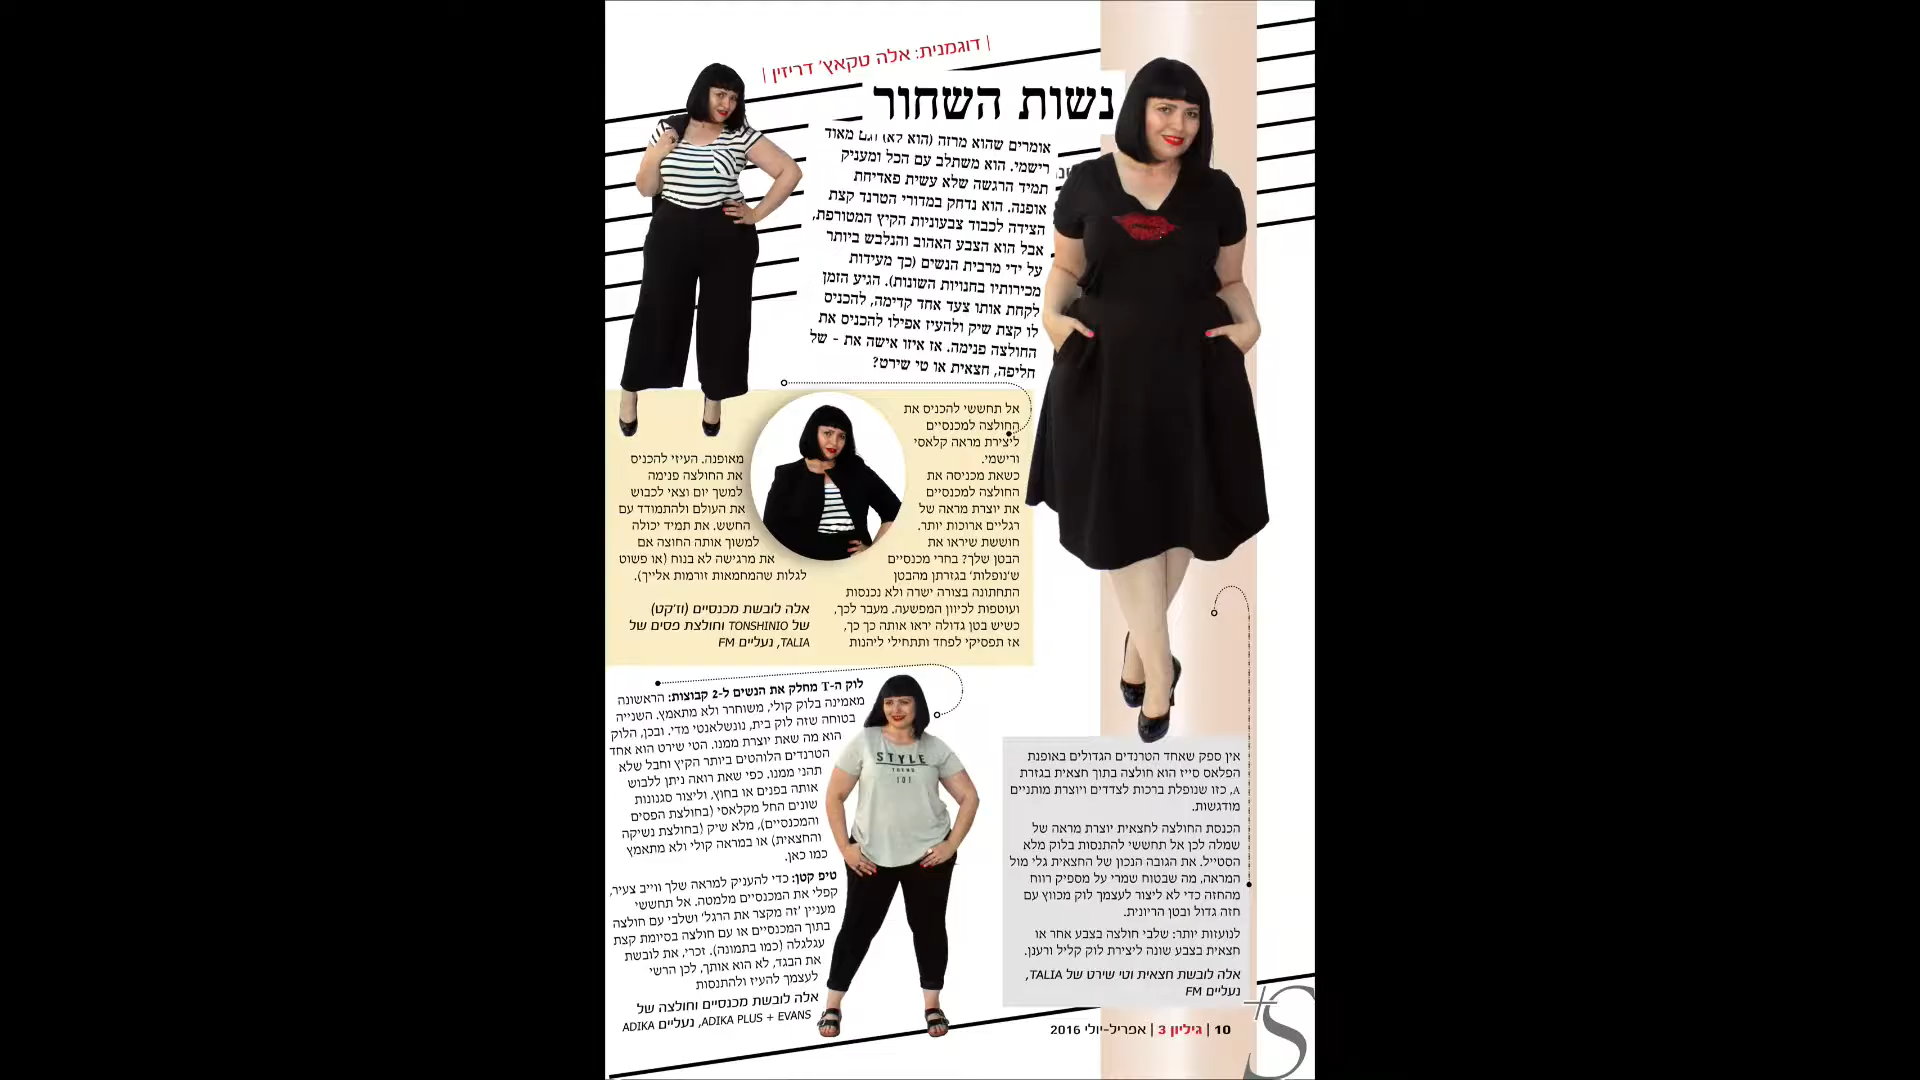 | דוגמנית: אלה טקאץ' דריזין |
נשות השחור
אומרים שהוא מרזה (הוא לא) וגם מאוד
רישמי. הוא משתלב עם הכל ומעניק
תמיד הרגשה שלא עשית פאדיחת
אופנה. הוא נדחק במדורי הטרנד קצת
הצידה לכבוד צבעוניות הקיץ המטורפת,
אבל הוא הצבע האהוב והנלבש ביותר
על ידי מרבית הנשים (כך מעידות
מכירותיו בחנויות השונות). הגיע הזמן
לקחת אותו צעד אחד קדימה, להכניס
לו קצת שיק ולהעיז אפילו להכניס את
החולצה פנימה. אז איזו אישה את - של
חליפה, חצאית או טי שירט?
אל תחששי להכניס את
החולצה למכנסיים
ליצירת מראה קלאסי
ורישמי.
כשאת מכניסה את
החולצה למכנסיים
את יוצרת מראה של
רגליים ארוכות יותר.
חוששת שיראו את
הבטן שלך? בחרי מכנסיים
ש'נופלות' בגזרתן מהבטן
התחתונה בצורה ישרה ולא נכנסות
ועוטפות לכיוון המפשעה. מעבר לכך,
כשיש בטן גדולה יראו אותה כך כך,
אז תפסיקי לפחד ותתחילי ליהנות
מאופנה. העיזי להכניס
את החולצה פנימה
למשך יום וצאי לכבוש
את העולם ולהתמודד עם
החשש. את תמיד יכולה
למשוך אותה החוצה אם
את מרגישה לא בנוח (או פשוט
לגלות שהמחמאות זורמות אלייך).
אלה לובשת מכנסיים (וז'קט)
של TONSHINIO וחולצת פסים של
TALIA, נעליים FM
לוק ה-T מחלק את הנשים ל-2 קבוצות: הראשונה
מאמינה בלוק קולי, משוחרר ולא מתאמץ. השנייה
בטוחה שזה לוק בית, נונשלאנטי מדי. ובכן, הלוק
הוא מה שאת יוצרת ממנו. הטי שירט הוא אחד
הטרנדים הלוהטים ביותר הקיץ וחבל שלא
תהני ממנו. כפי שאת רואה ניתן ללבוש
אותה בפנים או בחוץ, וליצור סגנונות
שונים החל מקלאסי (בחולצת הפסים
והמכנסיים), מלא שיק (בחולצת נשיקה
והחצאית) או במראה קולי ולא מתאמץ
כמו כאן.
טיפ קטן: כדי להעניק למראה שלך ווייב צעיר,
קפלי את המכנסיים מלמטה. אל תחששי
מעניין 'זה מקצר את הרגל' ושלבי עם חולצה
בתוך המכנסיים או עם חולצה בסיומת קצת
עגלגלה (כמו בתמונה). זכרי, את לובשת
את הבגד, לא הוא אותך, לכן הרשי
לעצמך להעיז ולהתנסות
אלה לובשת מכנסיים וחולצה של
ADIKA PLUS + EVANS, נעליים ADIKA
STYLE
101
אין ספק שאחד הטרנדים הגדולים באופנת
הפלאס סייז הוא חולצה בתוך חצאית בגזרת
A, כזו שנופלת ברכות לצדדים ויוצרת מותניים
מודגשות.
הכנסת החולצה לחצאית יוצרת מראה של
שמלה לכן אל תחששי להתנסות בלוק מלא
הסטייל. את הגובה הנכון של החצאית גלי מול
המראה, מה שבטוח שמרי על מספיק רווח
מהחזה כדי לא ליצור לעצמך לוק מכווץ עם
חזה גדול ובטן הריונית.
לנועזות יותר: שלבי חולצה בצבע אחר או
חצאית בצבע שונה ליצירת לוק קליל ורענן.
אלה לובשת חצאית וטי שירט של TALIA,
נעליים FM
10 | גיליון 3 | אפריל-יולי 2016
S+